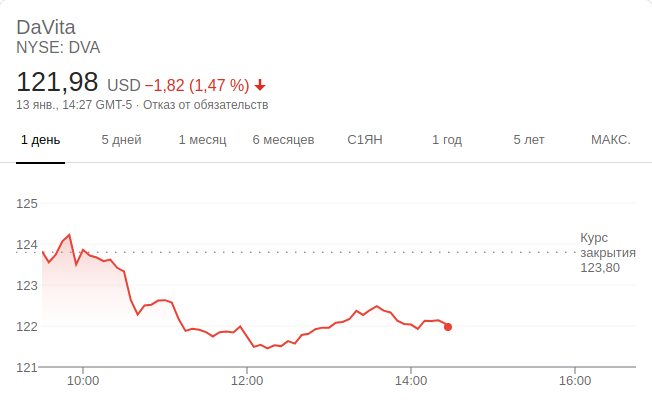 DaVita
NYSE: DVA
121,98 USD −1,82 (1,47 %)
13 янв., 14:27 GMT-5 · Отказ от обязательств
1 день 5 дней 1 месяц 6 месяцев С1ЯН 1 год 5 лет МАКС.
125
124
123
122
121
Курс
закрытия
123,80
10:00 12:00 14:00 16:00